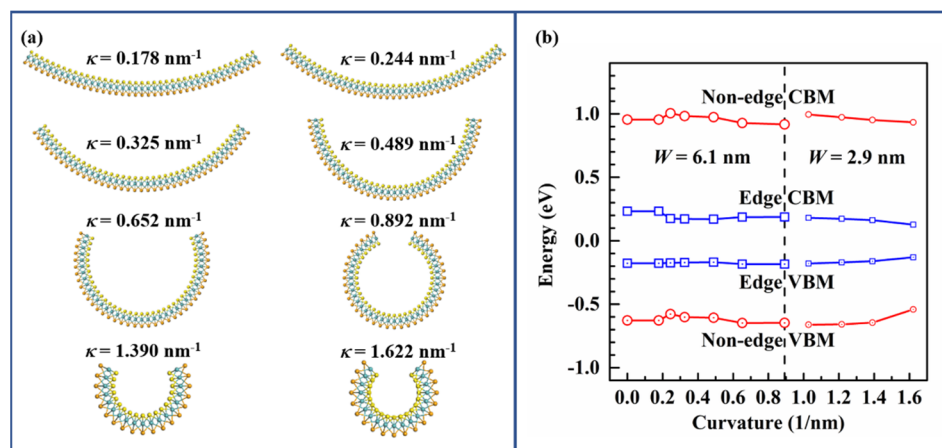 (a)
κ = 0.178 nm⁻¹
κ = 0.244 nm⁻¹
κ = 0.325 nm⁻¹
κ = 0.489 nm⁻¹
κ = 0.652 nm⁻¹
κ = 0.892 nm⁻¹
κ = 1.390 nm⁻¹
κ = 1.622 nm⁻¹
(b)
Energy (eV)
1.0
0.5
0.0
-0.5
-1.0
Non-edge CBM
W = 6.1 nm
W = 2.9 nm
Edge CBM
Edge VBM
Non-edge VBM
0.0 0.2 0.4 0.6 0.8 1.0 1.2 1.4 1.6
Curvature (1/nm)